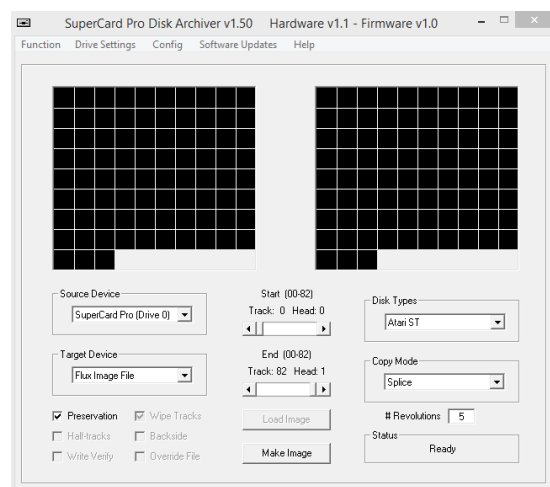 SuperCard Pro Disk Archiver v1.50 Hardware v1.1 - Firmware v1.0
Function Drive Settings Config Software Updates Help
Source Device
SuperCard Pro (Drive 0)
Start (00-82)
Track: 0 Head: 0
Disk Types
Atari ST
Target Device
Flux Image File
End (00-82)
Track: 82 Head: 1
Copy Mode
Splice
Preservation
Wipe Tracks
Half-tracks
Backside
Write Verify
Override File
Load Image
Make Image
# Revolutions 5
Status
Ready